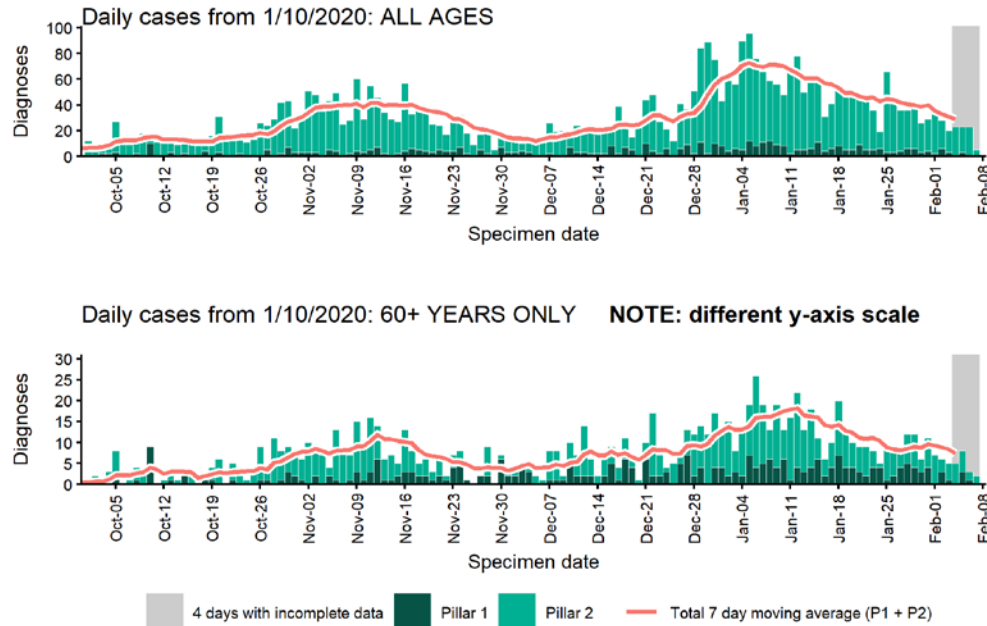 Daily cases from 1/10/2020: ALL AGES
100
80
60
40
20
0
Diagnoses
Oct-05
Oct-12
Oct-19
Oct-26
Nov-02
Nov-09
Nov-16
Nov-23
Nov-30
Dec-07
Dec-14
Dec-21
Dec-28
Jan-04
Jan-11
Jan-18
Jan-25
Feb-01
Feb-08
Specimen date
Daily cases from 1/10/2020: 60+ YEARS ONLY NOTE: different y-axis scale
30
25
20
15
10
5
0
Diagnoses
Oct-05
Oct-12
Oct-19
Oct-26
Nov-02
Nov-09
Nov-16
Nov-23
Nov-30
Dec-07
Dec-14
Dec-21
Dec-28
Jan-04
Jan-11
Jan-18
Jan-25
Feb-01
Feb-08
Specimen date
4 days with incomplete data Pillar 1 Pillar 2 Total 7 day moving average (P1 + P2)